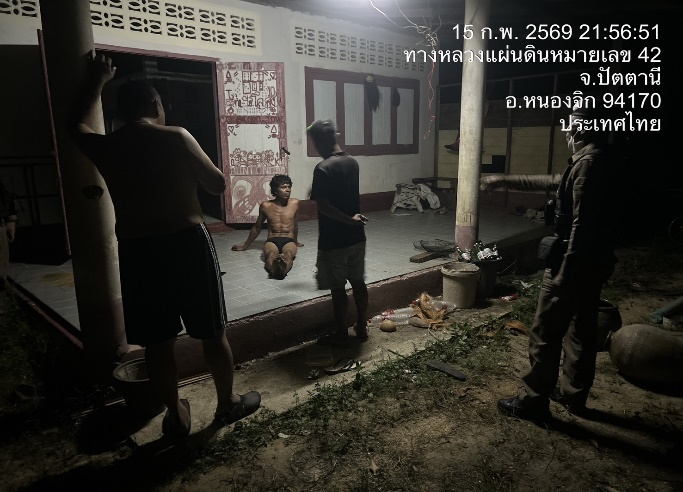 15 ก.พ. 2569 21:56:51
ทางหลวงแผ่นดินหมายเลข 42
จ.ปัตตานี
อ.หนองจิก 94170
ประเทศไทย